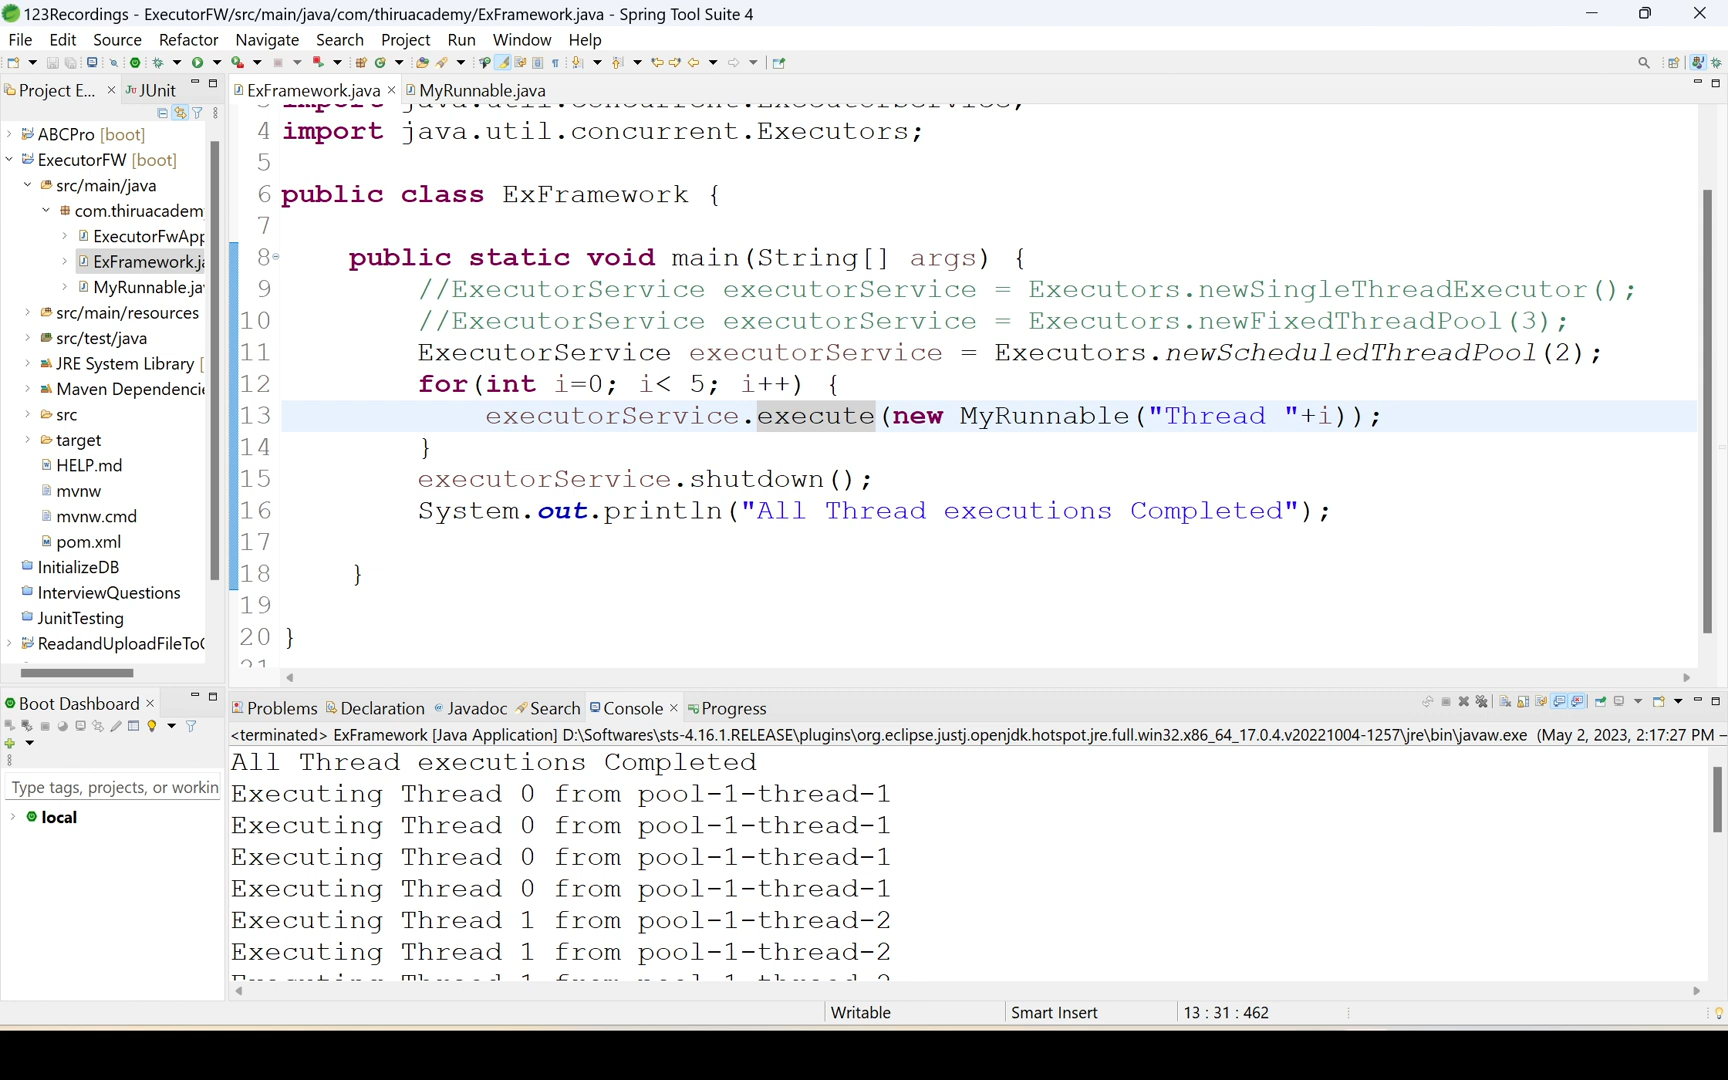 123Recordings - ExecutorFW/src/main/java/com/thiruacademy/ExFramework.java - Spring Tool Suite 4
File Edit Source Refactor Navigate Search Project Run Window Help
Project E... JUnit
ExFramework.java MyRunnable.java
ABCPro [boot]
ExecutorFW [boot]
src/main/java
com.thiruacadem
ExecutorFwApp
ExFramework.ja
MyRunnable.jav
src/main/resources
src/test/java
JRE System Library [
Maven Dependencie
src
target
HELP.md
mvnw
mvnw.cmd
pom.xml
InitializeDB
InterviewQuestions
JunitTesting
ReadandUploadFileToC
4 import java.util.concurrent.Executors;
5
6 public class ExFramework {
7
8 public static void main(String[] args) {
9 //ExecutorService executorService = Executors.newSingleThreadExecutor();
10 //ExecutorService executorService = Executors.newFixedThreadPool(3);
11 ExecutorService executorService = Executors.newScheduledThreadPool(2);
12 for(int i=0; i< 5; i++) {
13 executorService.execute(new MyRunnable("Thread "+i));
14 }
15 executorService.shutdown();
16 System.out.println("All Thread executions Completed");
17
18 }
19
20 }
21
Boot Dashboard
Type tags, projects, or workin
local
Problems Declaration Javadoc Search Console Progress
<terminated> ExFramework [Java Application] D:\Softwares\sts-4.16.1.RELEASE\plugins\org.eclipse.justj.openjdk.hotspot.jre.full.win32.x86_64_17.0.4.v20221004-1257\jre\bin\javaw.exe (May 2, 2023, 2:17:27 PM –
All Thread executions Completed
Executing Thread 0 from pool-1-thread-1
Executing Thread 0 from pool-1-thread-1
Executing Thread 0 from pool-1-thread-1
Executing Thread 0 from pool-1-thread-1
Executing Thread 1 from pool-1-thread-2
Executing Thread 1 from pool-1-thread-2
Writable Smart Insert 13 : 31 : 462